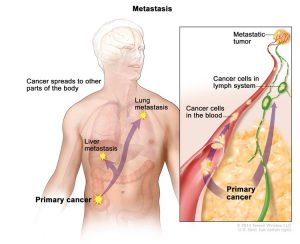 Metastasis
Cancer spreads to other
parts of the body
Lung
metastasis
Liver
metastasis
Primary cancer
Metastatic
tumor
Cancer cells in
lymph system
Cancer cells
in the blood
Primary
cancer
© 2014 Terese Winslow LLC
U.S. Govt. has certain rights